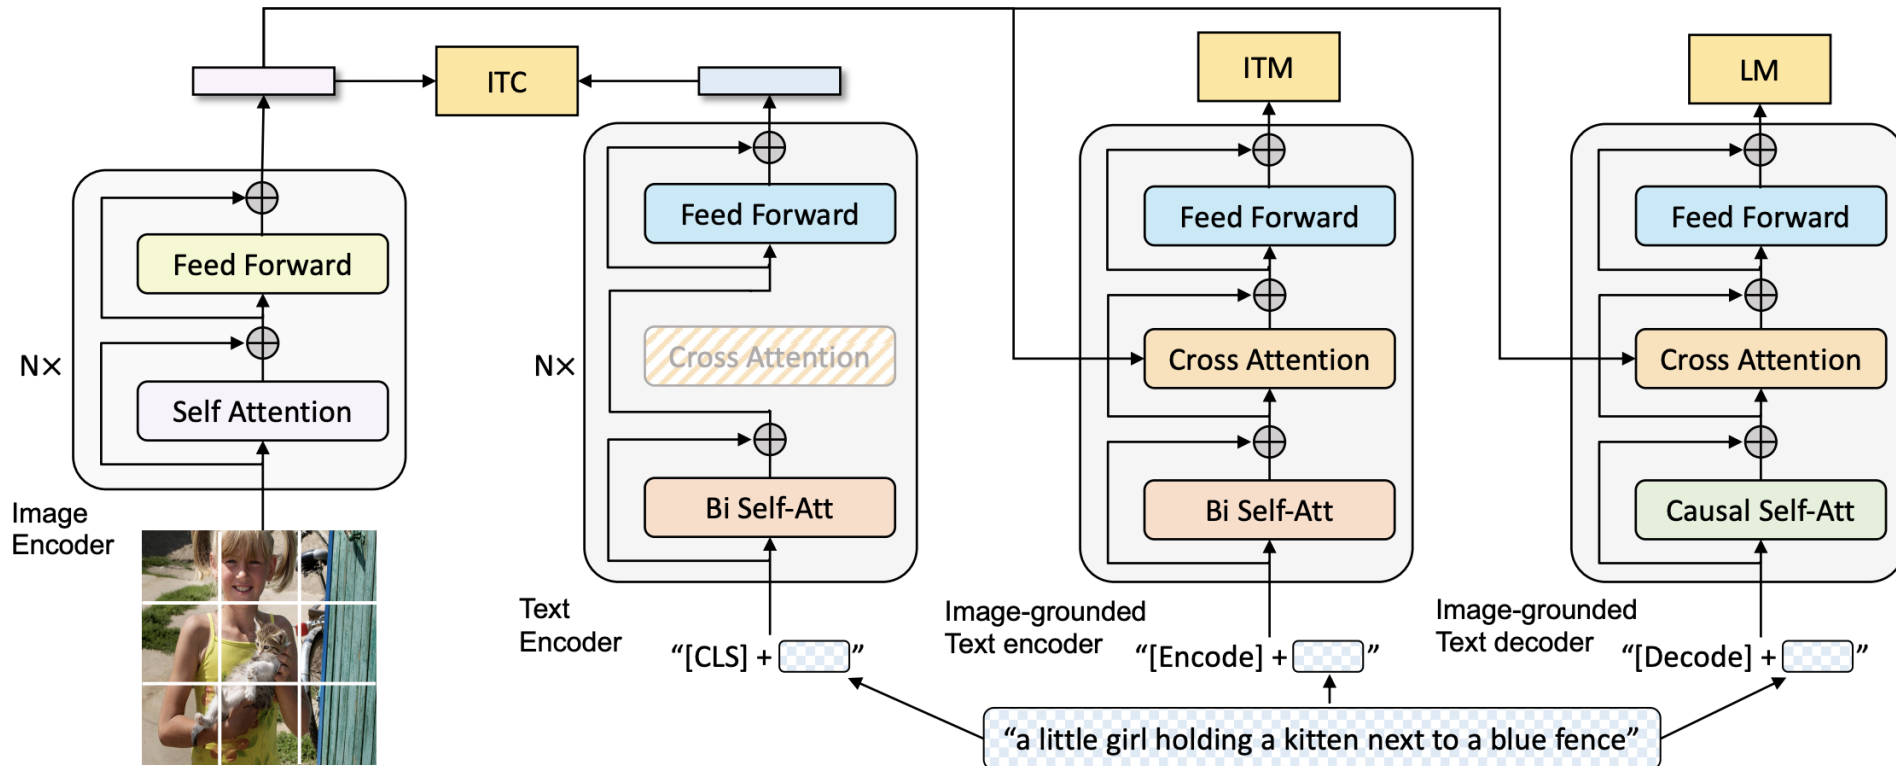 ITC
ITM
LM
Feed Forward
Self Attention
N×
Image
Encoder
Feed Forward
Cross Attention
Bi Self-Att
N×
Text
Encoder
“[CLS] + ”
Feed Forward
Cross Attention
Bi Self-Att
Image-grounded
Text encoder
“[Encode] + ”
Feed Forward
Cross Attention
Causal Self-Att
Image-grounded
Text decoder
“[Decode] + ”
“a little girl holding a kitten next to a blue fence”